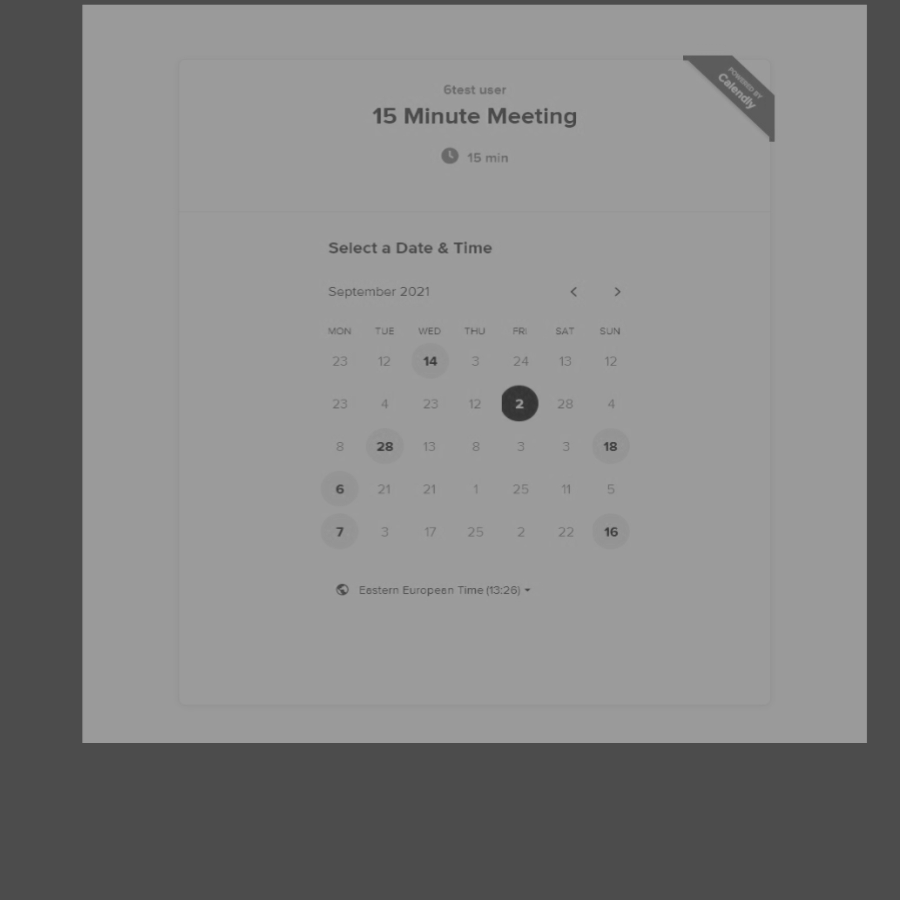 POWERED BY
Calendly
6test user
15 Minute Meeting
15 min
Select a Date & Time
September 2021
MON TUE WED THU FRI SAT SUN
23 12 14 3 24 13 12
23 4 23 12 2 28 4
8 28 13 8 3 3 18
6 21 21 1 25 11 5
7 3 17 25 2 22 16
Eastern European Time (13:26)